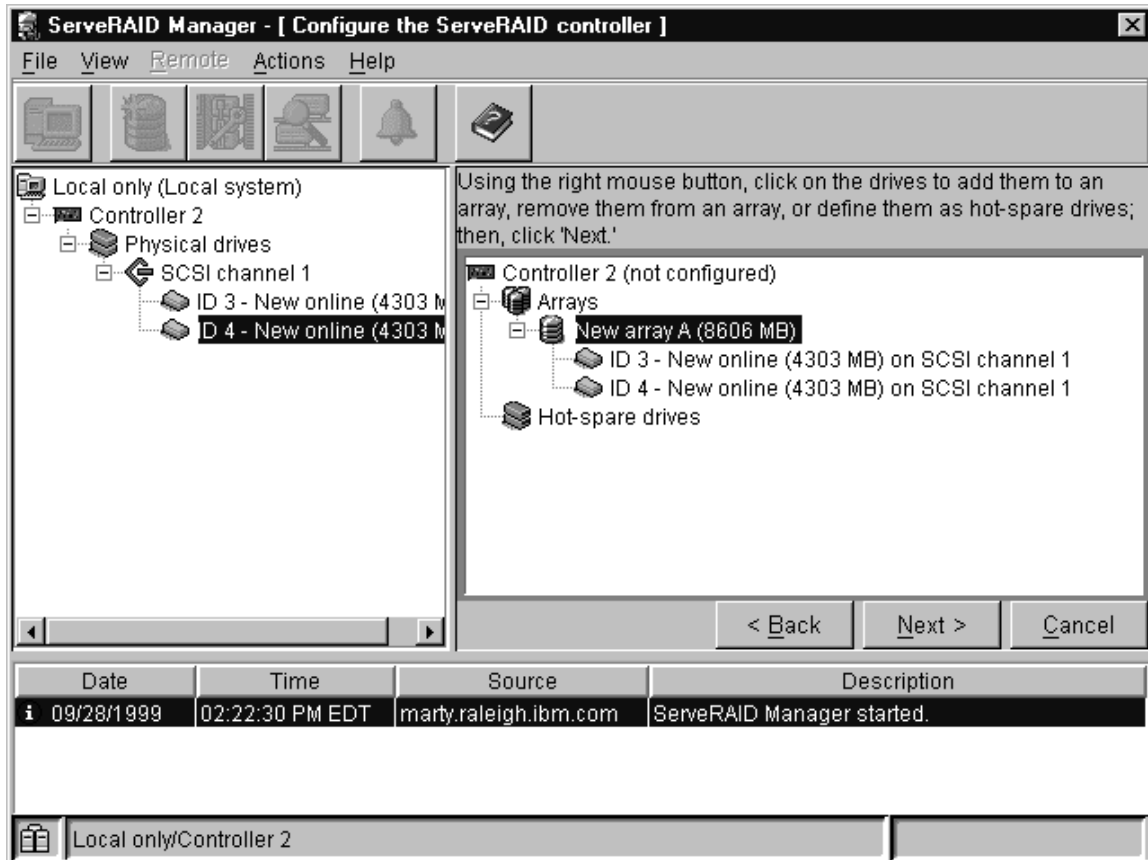 ServeRAID Manager - [ Configure the ServeRAID controller ]
File View Remote Actions Help
Local only (Local system)
Controller 2
Physical drives
SCSI channel 1
ID 3 - New online (4303 M
ID 4 - New online (4303 M
Using the right mouse button, click on the drives to add them to an
array, remove them from an array, or define them as hot-spare drives;
then, click 'Next.'
Controller 2 (not configured)
Arrays
New array A (8606 MB)
ID 3 - New online (4303 MB) on SCSI channel 1
ID 4 - New online (4303 MB) on SCSI channel 1
Hot-spare drives
< Back Next > Cancel
Date Time Source Description
09/28/1999 02:22:30 PM EDT marty.raleigh.ibm.com ServeRAID Manager started.
Local only/Controller 2